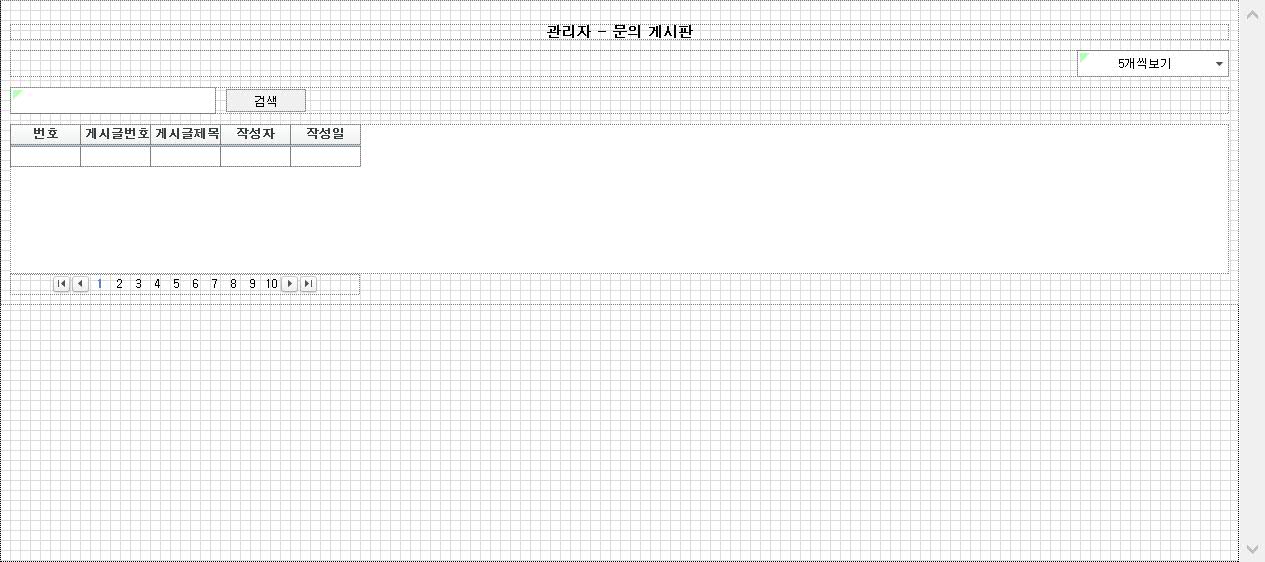 관리자 - 문의 게시판
5개씩보기
검색
번호 게시글번호 게시글제목 작성자 작성일
1 2 3 4 5 6 7 8 9 10